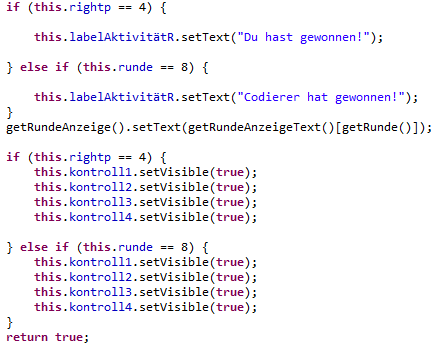 if (this.rightp == 4) {
this.labelAktivitätR.setText("Du hast gewonnen!");
} else if (this.runde == 8) {
this.labelAktivitätR.setText("Codierer hat gewonnen!");
}
getRundeAnzeige().setText(getRundeAnzeigeText()[getRunde()]);
if (this.rightp == 4) {
this.kontroll1.setVisible(true);
this.kontroll2.setVisible(true);
this.kontroll3.setVisible(true);
this.kontroll4.setVisible(true);
} else if (this.runde == 8) {
this.kontroll1.setVisible(true);
this.kontroll2.setVisible(true);
this.kontroll3.setVisible(true);
this.kontroll4.setVisible(true);
}
return true;